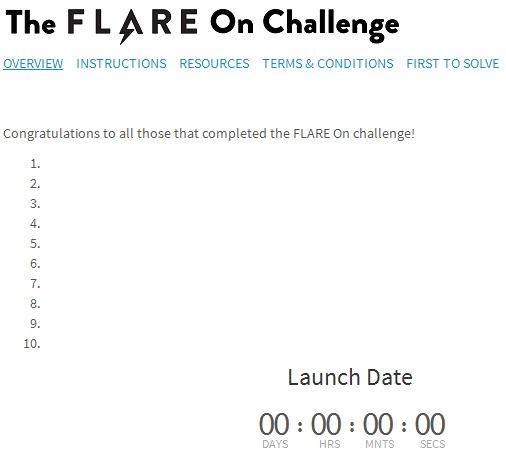 The FLARE On Challenge
OVERVIEW INSTRUCTIONS RESOURCES TERMS & CONDITIONS FIRST TO SOLVE
Congratulations to all those that completed the FLARE On challenge!
1.
2.
3.
4.
5.
6.
7.
8.
9.
10.
Launch Date
00 : 00 : 00 : 00
DAYS HRS MNTS SECS